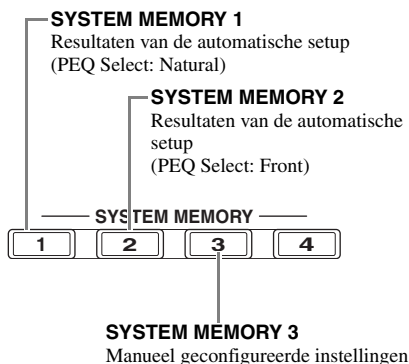 SYSTEM MEMORY 1
Resultaten van de automatische setup
(PEQ Select: Natural)
SYSTEM MEMORY 2
Resultaten van de automatische
setup
(PEQ Select: Front)
SYSTEM MEMORY
1 2 3 4
SYSTEM MEMORY 3
Manueel geconfigureerde instellingen